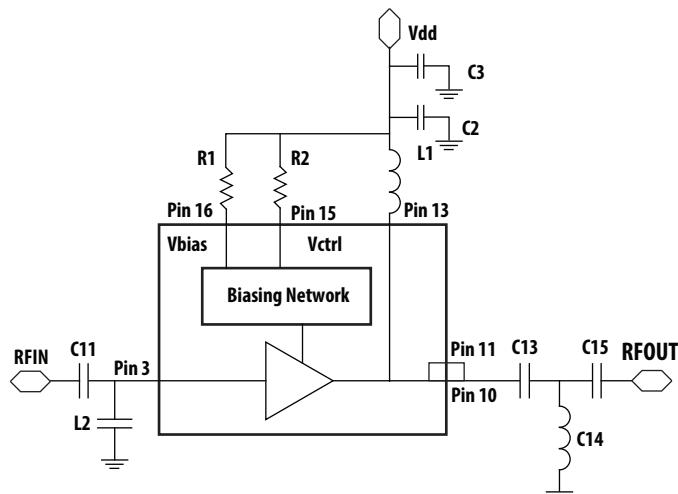 Vdd
C3
C2
L1
R1
R2
Pin 16
Pin 15
Pin 13
Vbias
Vctrl
Biasing Network
RFIN
C11
Pin 3
L2
Pin 11
Pin 10
C13
C15
RFOUT
C14